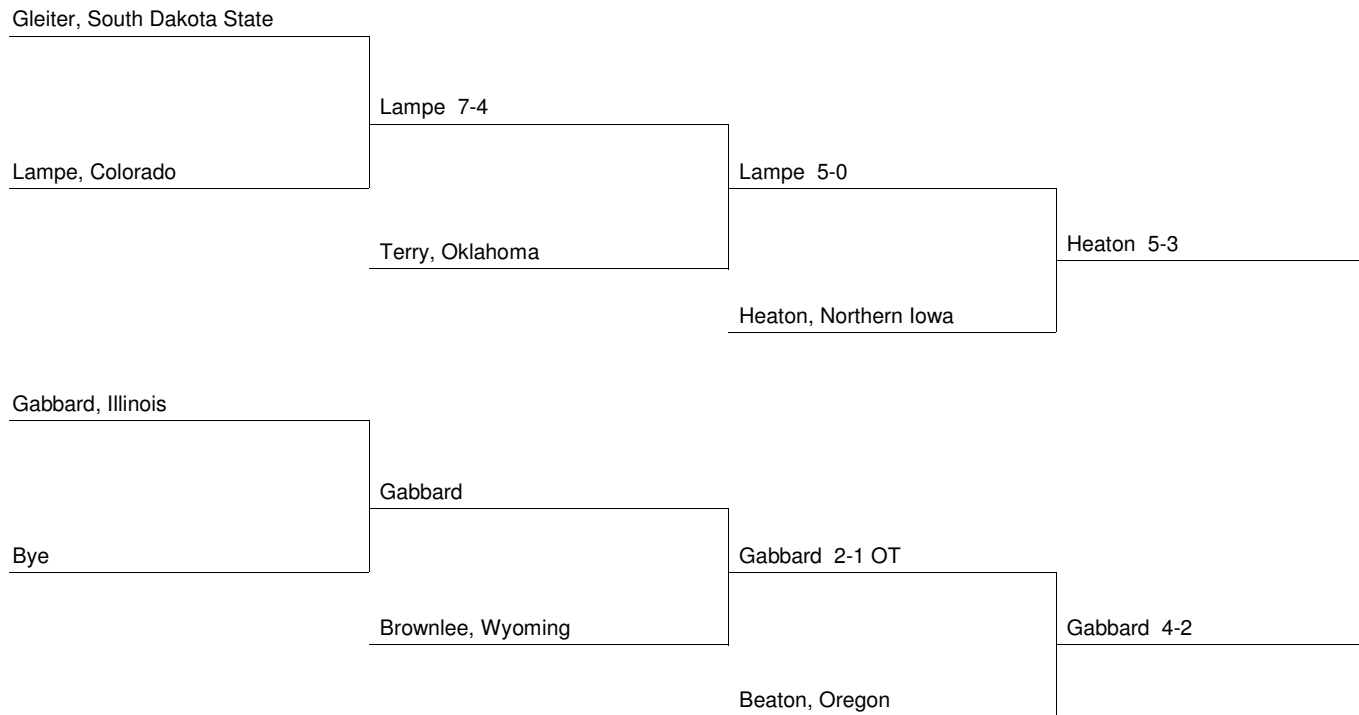 Gleiter, South Dakota State
Lampe 7-4
Lampe, Colorado
Lampe 5-0
Terry, Oklahoma
Heaton 5-3
Heaton, Northern Iowa
Gabbard, Illinois
Gabbard
Bye
Gabbard 2-1 OT
Brownlee, Wyoming
Gabbard 4-2
Beaton, Oregon